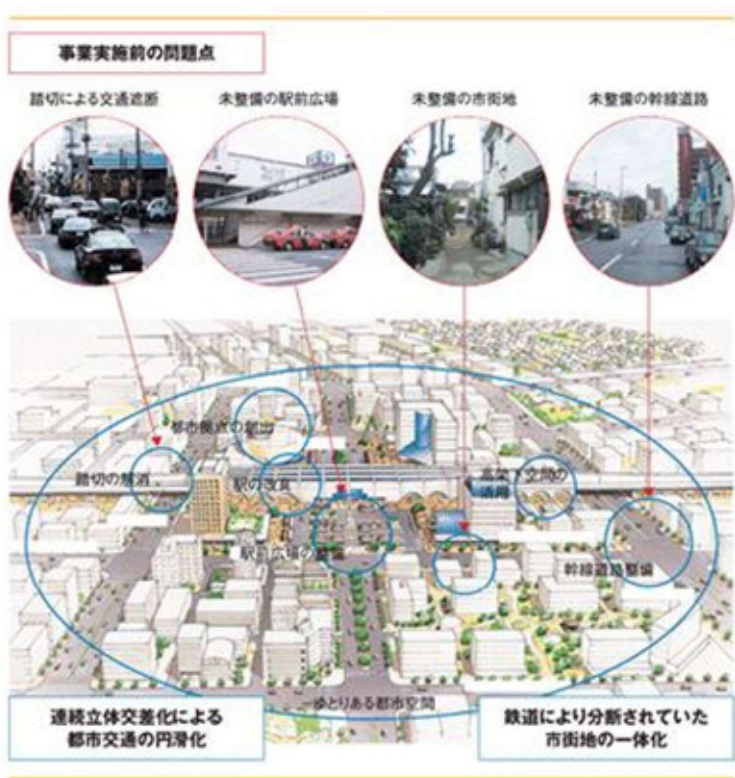 事業実施前の問題点
踏切による交通遮断
未整備の駅前広場
未整備の市街地
未整備の幹線道路
都市拠点の創出
踏切の解消
駅の改良
高架下空間の
活用
駅前広場の整備
幹線道路整備
ゆとりある都市空間
連続立体交差化による
都市交通の円滑化
鉄道により分断されていた
市街地の一体化